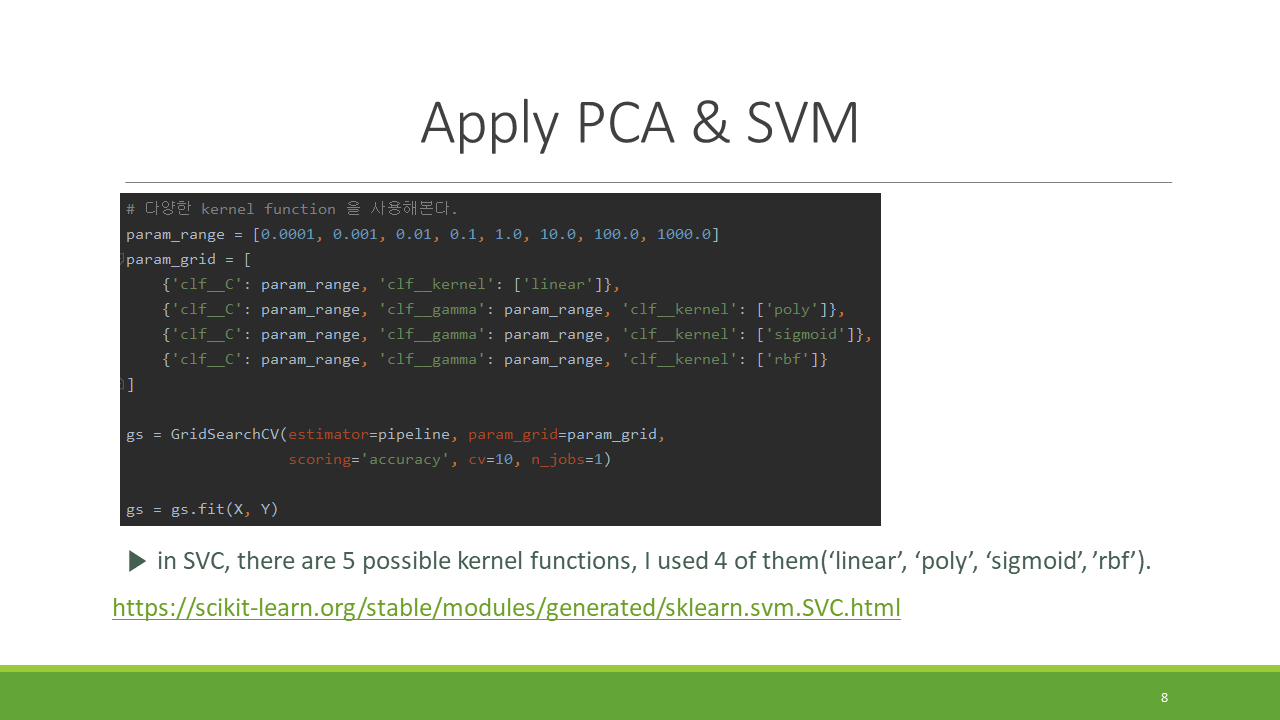 Apply PCA & SVM
# 다양한 kernel function 을 사용해본다.
param_range = [0.0001, 0.001, 0.01, 0.1, 1.0, 10.0, 100.0, 1000.0]
param_grid = [
    {'clf__C': param_range, 'clf__kernel': ['linear']},
    {'clf__C': param_range, 'clf__gamma': param_range, 'clf__kernel': ['poly']},
    {'clf__C': param_range, 'clf__gamma': param_range, 'clf__kernel': ['sigmoid']},
    {'clf__C': param_range, 'clf__gamma': param_range, 'clf__kernel': ['rbf']}
]
gs = GridSearchCV(estimator=pipeline, param_grid=param_grid,
                  scoring='accuracy', cv=10, n_jobs=1)
gs = gs.fit(X, Y)
▶ in SVC, there are 5 possible kernel functions, I used 4 of them(‘linear’, ‘poly’, ‘sigmoid’, ’rbf’).
https://scikit-learn.org/stable/modules/generated/sklearn.svm.SVC.html
8